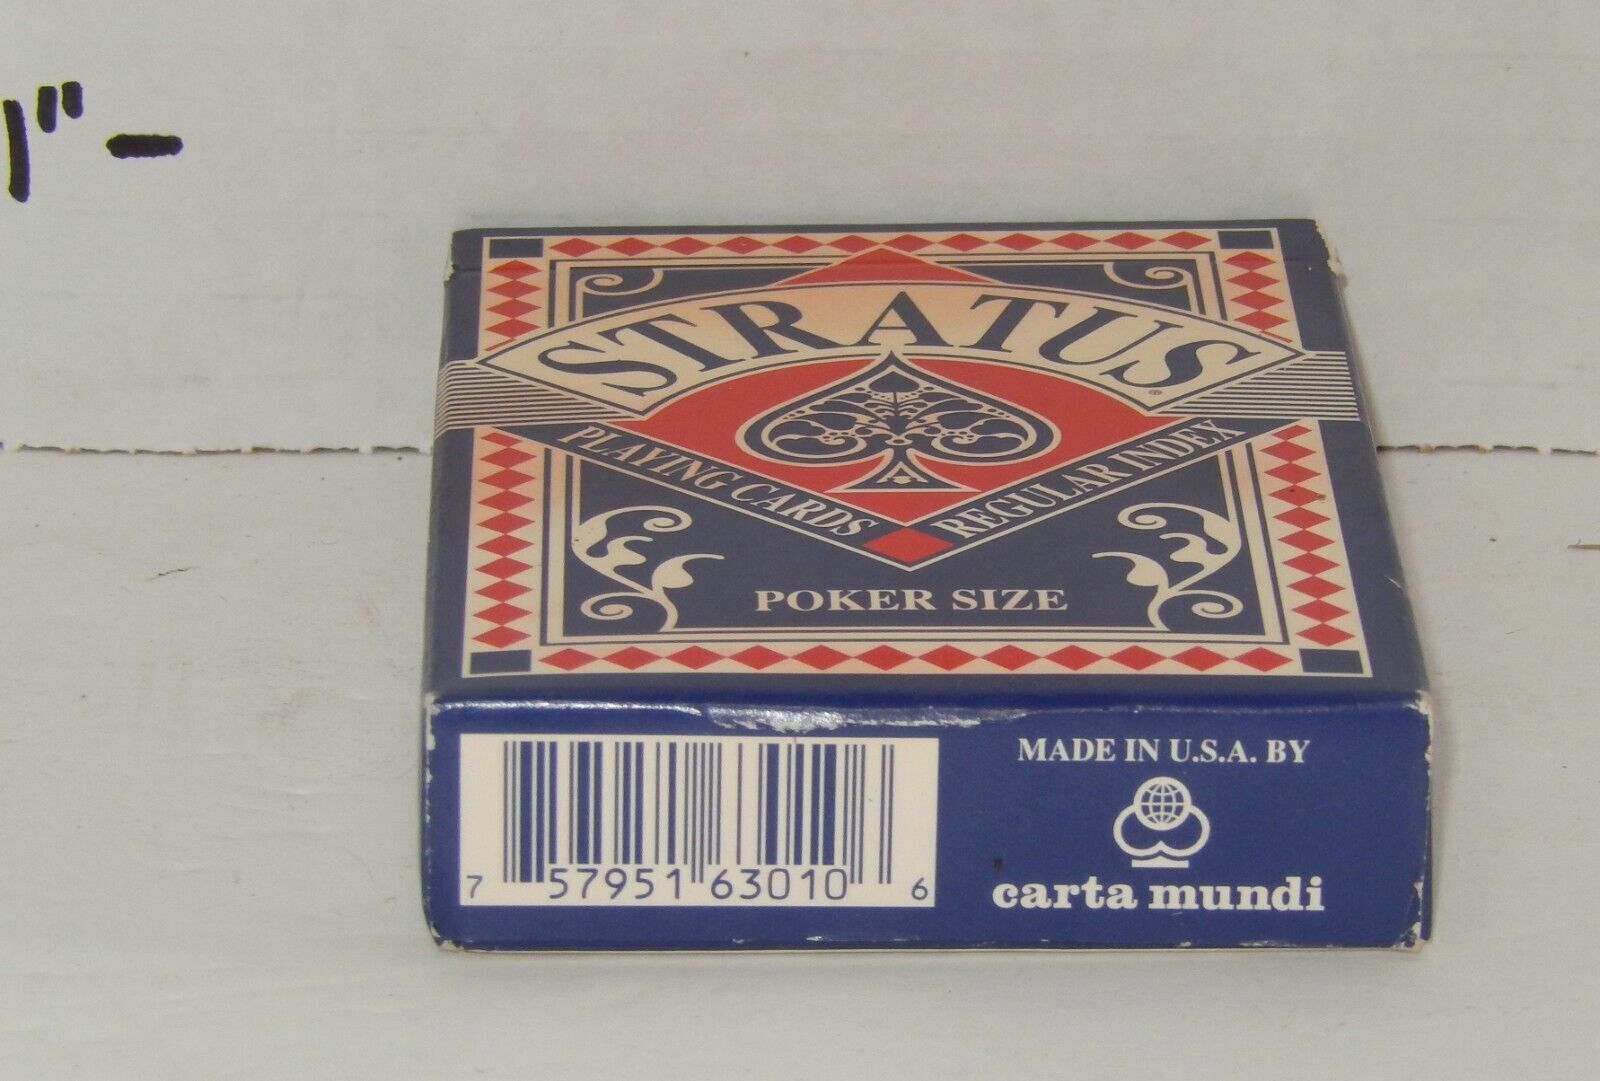 1" -
STRATUS®
PLAYING CARDS
REGULAR INDEX
A
POKER SIZE
MADE IN U.S.A. BY
carta mundi
7 57951 63010 6